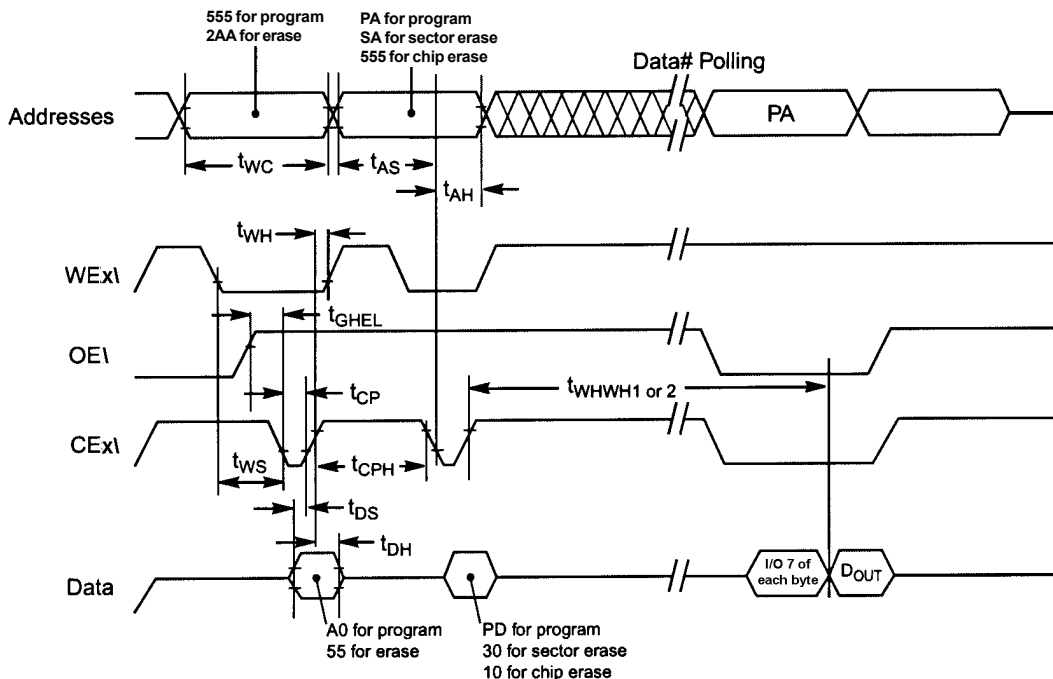 555 for program
2AA for erase
PA for program
SA for sector erase
555 for chip erase
Data# Polling
Addresses
PA
tWC
tAS
tAH
tWH
WEx\
tGHEL
OE\
tWHWH1 or 2
tCP
CEx\
tWS
tCPH
tDS
tDH
Data
I/O 7 of
each byte
DOUT
A0 for program
55 for erase
PD for program
30 for sector erase
10 for chip erase